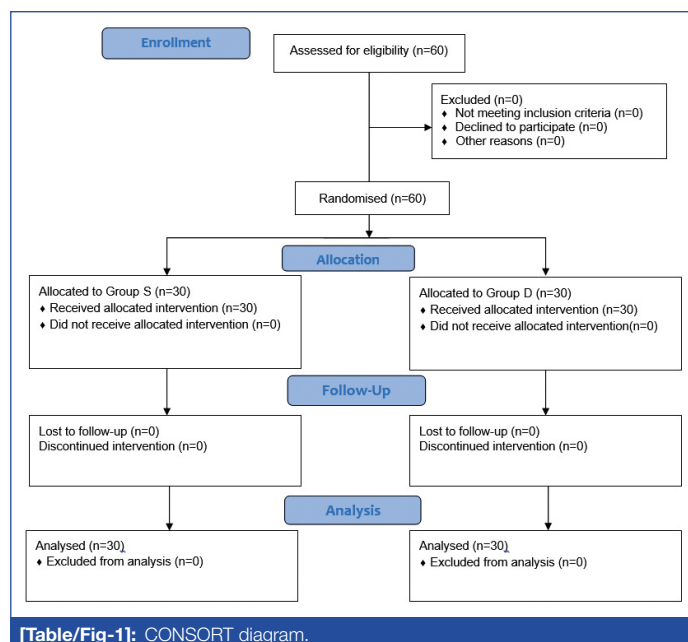 Enrollment
Assessed for eligibility (n=60)
Excluded (n=0)
♦ Not meeting inclusion criteria (n=0)
♦ Declined to participate (n=0)
♦ Other reasons (n=0)
Randomised (n=60)
Allocation
Allocated to Group S (n=30)
♦ Received allocated intervention (n=30)
♦ Did not receive allocated intervention (n=0)
Allocated to Group D (n=30)
♦ Received allocated intervention (n=30)
♦ Did not receive allocated intervention(n=0)
Follow-Up
Lost to follow-up (n=0)
Discontinued intervention (n=0)
Lost to follow-up (n=0)
Discontinued intervention (n=0)
Analysis
Analysed (n=30)
♦ Excluded from analysis (n=0)
Analysed (n=30)
♦ Excluded from analysis (n=0)
[Table/Fig-1]: CONSORT diagram.